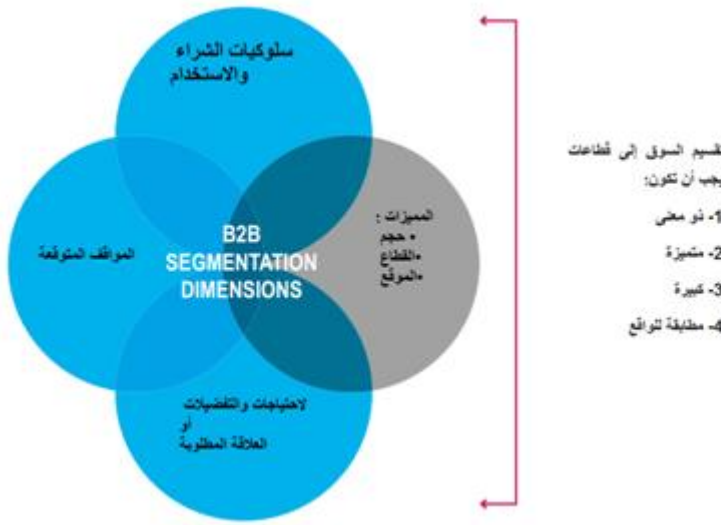 سلوكيات الشراء
والاستخدام
المواقف المتوقعة
B2B
SEGMENTATION
DIMENSIONS
المميزات :
• حجم
•القطاع
•الموقع
لاحتياجات والتفضيلات
أو
العلاقة المطلوبة
تقسيم السوق إلى قطاعات
يجب أن تكون:
1- ذو معنى
2- متميزة
3- كبيرة
4- مطابقة للواقع